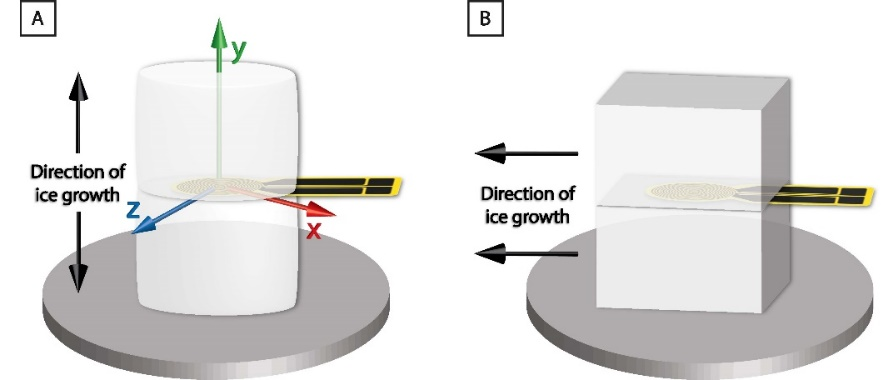 A
y
Direction of
ice growth
z
x
B
Direction of
ice growth